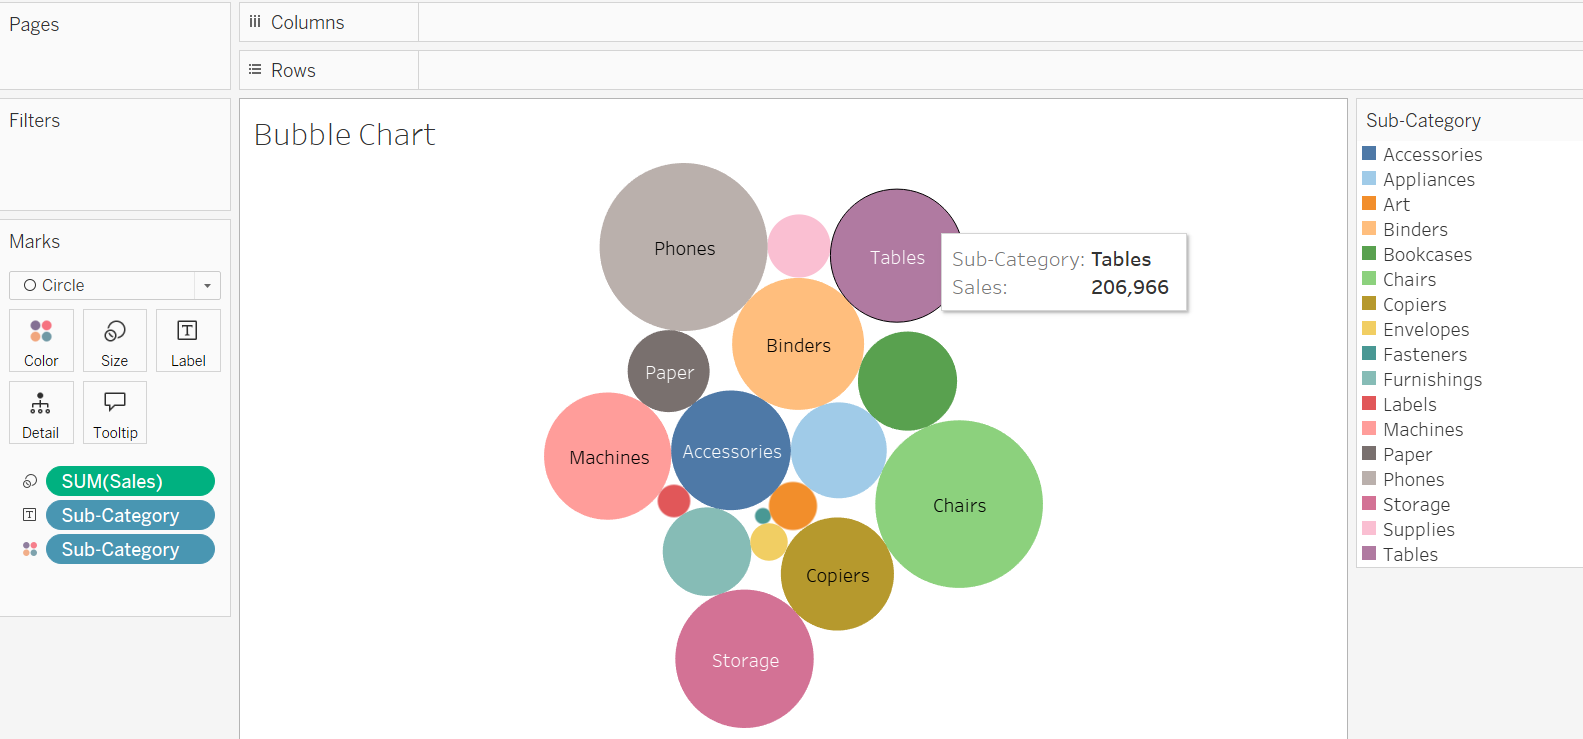 Pages
Columns
Rows
Filters
Marks
Circle
Color
Size
T
Label
Detail
Tooltip
SUM(Sales)
T
Sub-Category
Sub-Category
Bubble Chart
Phones
Tables
Sub-Category: Tables
Sales: 206,966
Binders
Paper
Machines
Accessories
Chairs
Copiers
Storage
Sub-Category
Accessories
Appliances
Art
Binders
Bookcases
Chairs
Copiers
Envelopes
Fasteners
Furnishings
Labels
Machines
Paper
Phones
Storage
Supplies
Tables